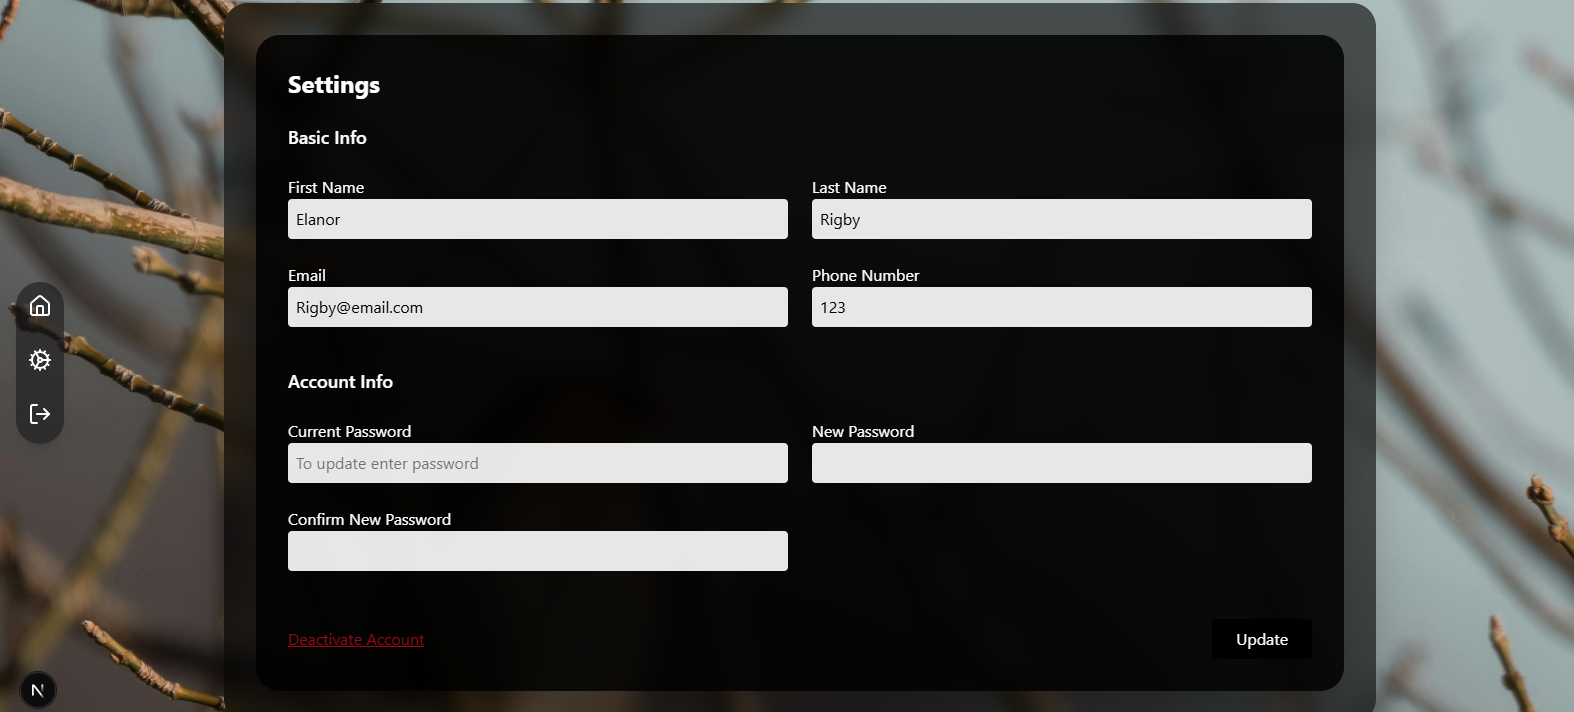 Settings
Basic Info
First Name
Last Name
Elanor
Rigby
Email
Phone Number
Rigby@email.com
123
Account Info
Current Password
New Password
To update enter password
Confirm New Password
Deactivate Account
Update
N